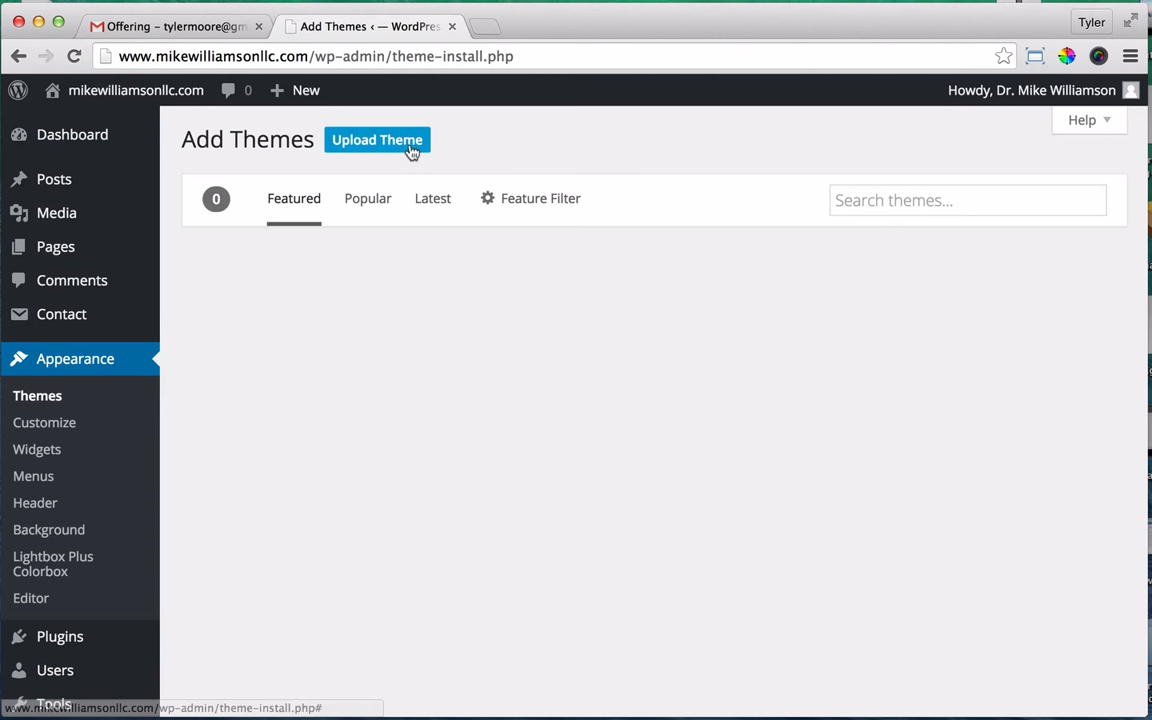 Offering – tylermoore@gm
Add Themes ‹ — WordPres
Tyler
www.mikewilliamsonllc.com/wp-admin/theme-install.php
mikewilliamsonllc.com
0
New
Howdy, Dr. Mike Williamson
Dashboard
Posts
Media
Pages
Comments
Contact
Appearance
Themes
Customize
Widgets
Menus
Header
Background
Lightbox Plus
Colorbox
Editor
Plugins
Users
Tools
Add Themes
Upload Theme
Help
0
Featured
Popular
Latest
Feature Filter
Search themes...
www.mikewilliamsonllc.com/wp-admin/theme-install.php#